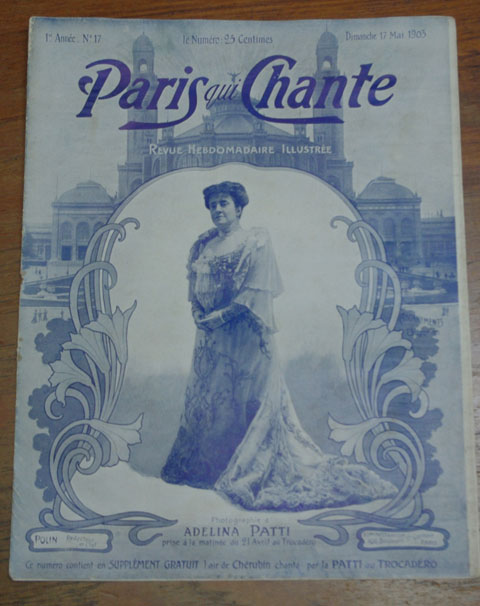 1re Année. N° 17
le Numéro: 25 Centimes
Dimanche 17 Mai 1903
Paris qui Chante
REVUE HEBDOMADAIRE ILLUSTRÉE
Photographie d'
ADELINA PATTI
prise à la matinée du 21 Avril au Trocadéro
POLIN
PARIS
Ce numéro contient en SUPPLÉMENT GRATUIT l'air de Chérubin chanté par la PATTI au TROCADÉRO